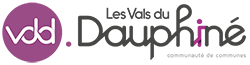 vdd
Les Vals du
Dauphiné
communauté de communes